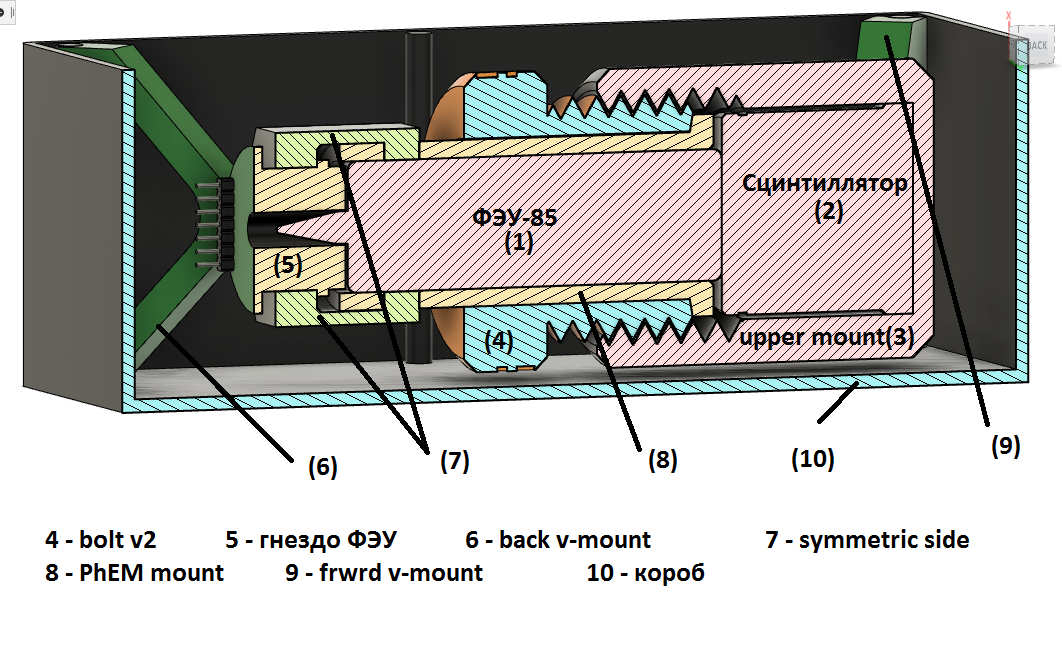 X
BACK
Сцинтиллятор
(2)
ФЭУ-85
(1)
(5)
(4)
upper mount(3)
(6)
(7)
(8)
(10)
(9)
4 - bolt v2 5 - гнездо ФЭУ 6 - back v-mount 7 - symmetric side
8 - PhEM mount 9 - frwrd v-mount 10 - короб